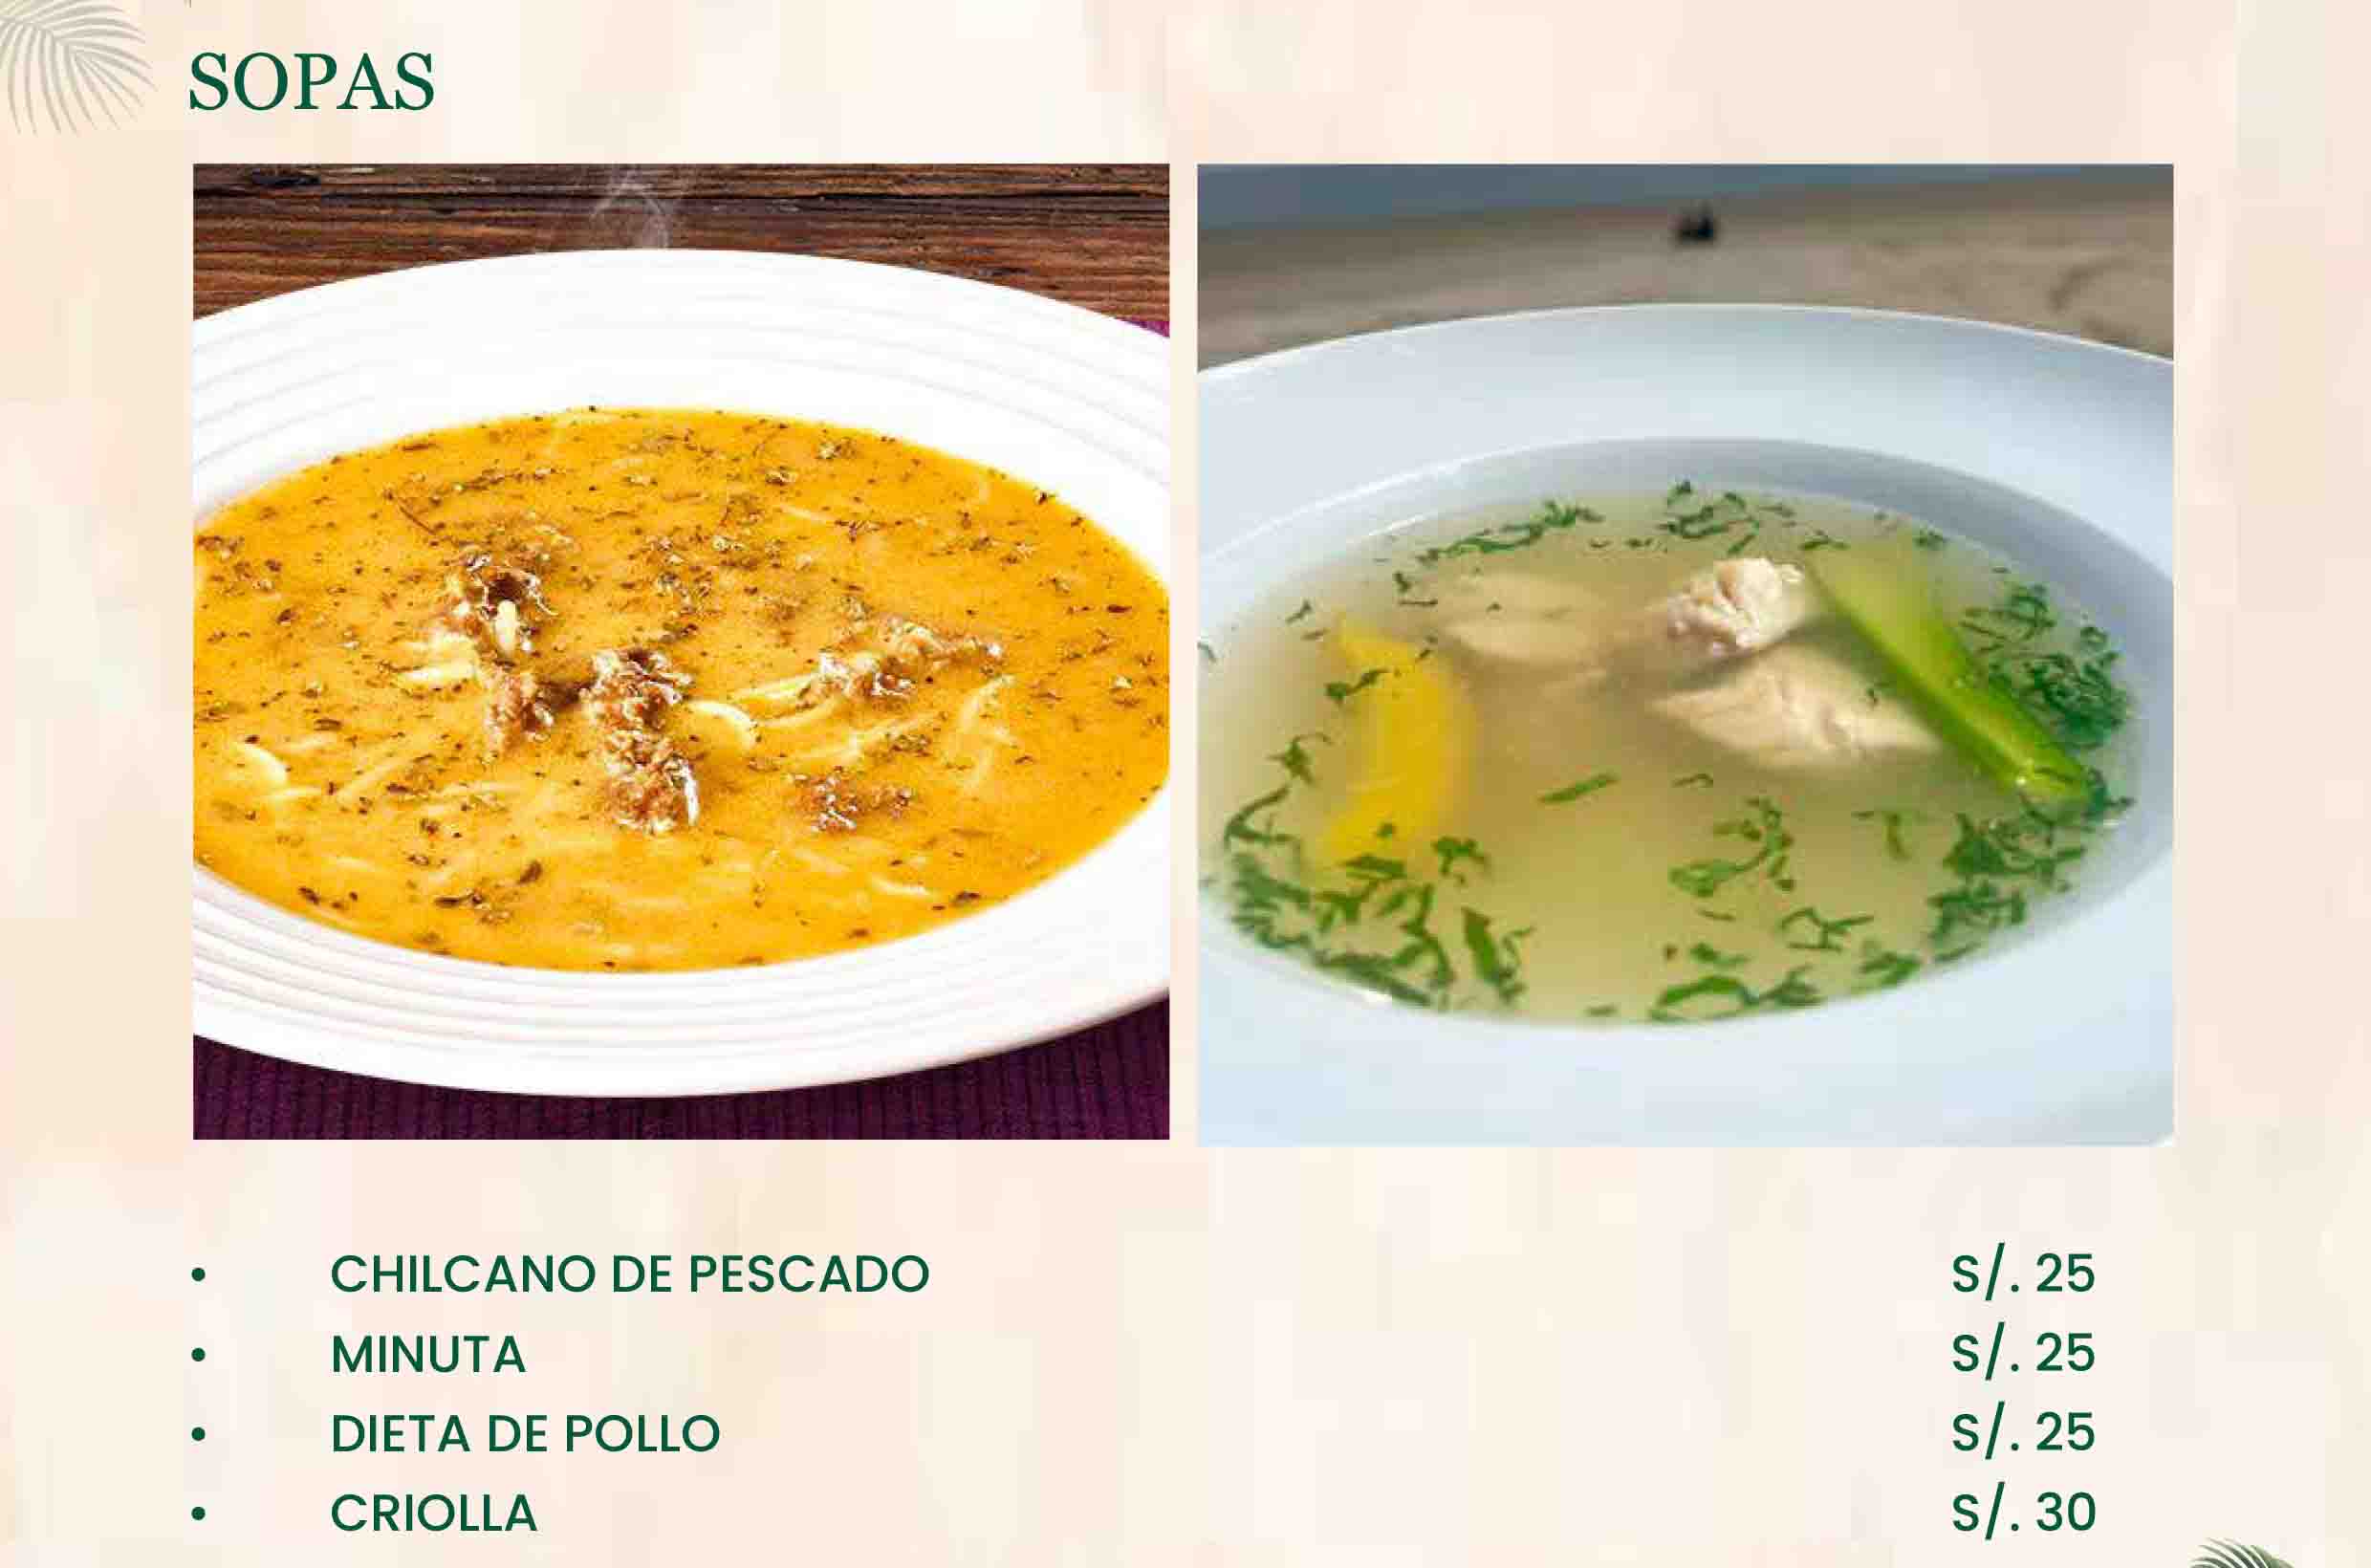 SOPAS
• CHILCANO DE PESCADO S/. 25
• MINUTA S/. 25
• DIETA DE POLLO S/. 25
• CRIOLLA S/. 30